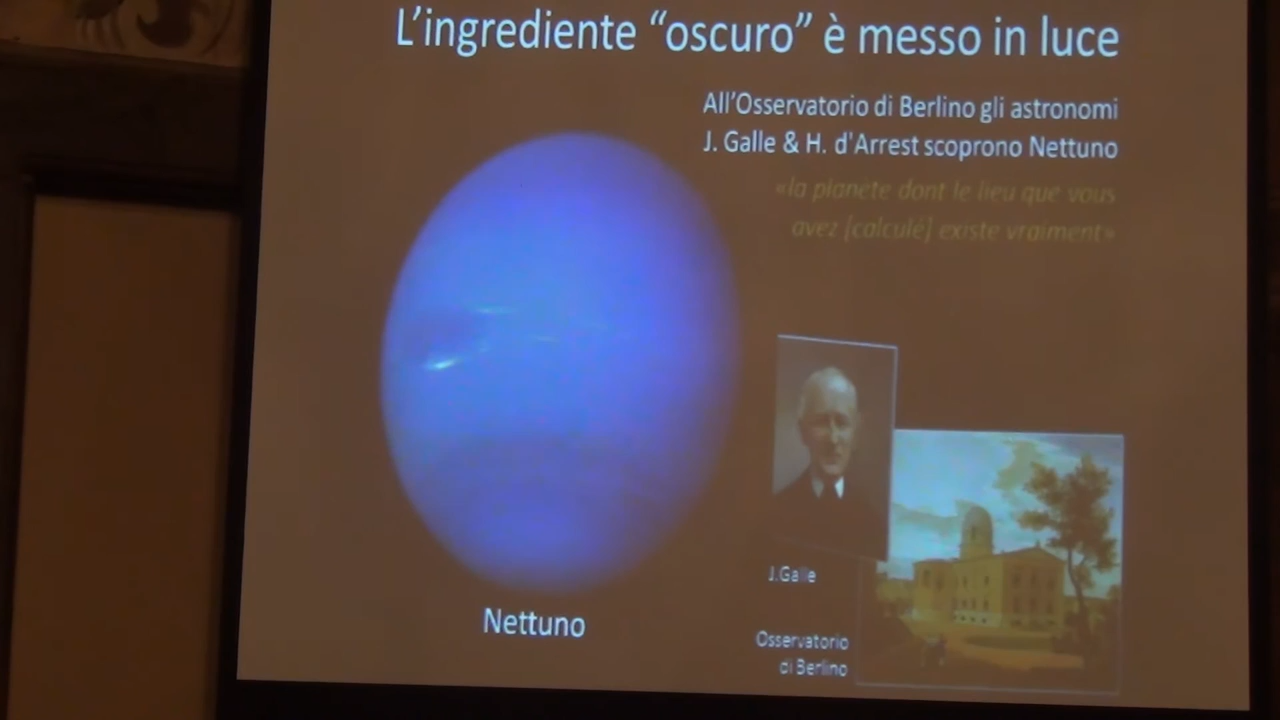 L'ingrediente “oscuro” è messo in luce
All'Osservatorio di Berlino gli astronomi
J. Galle & H. d'Arrest scoprono Nettuno
«la planète dont le lieu que vous
avez [calculé] existe vraiment»
J.Galle
Nettuno
Osservatorio
di Berlino